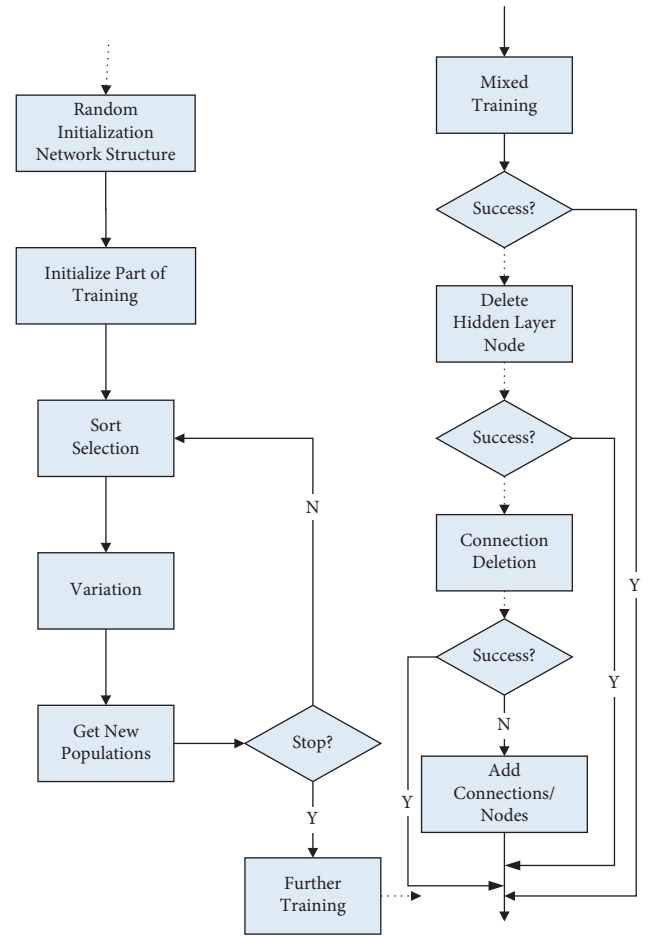 Random
Initialization
Network Structure
Initialize Part of
Training
Sort
Selection
Variation
Get New
Populations
Stop?
N
Y
Further
Training
Mixed
Training
Success?
Delete
Hidden Layer
Node
Success?
Connection
Deletion
Success?
N
Add
Connections/
Nodes
Y
Y
Y